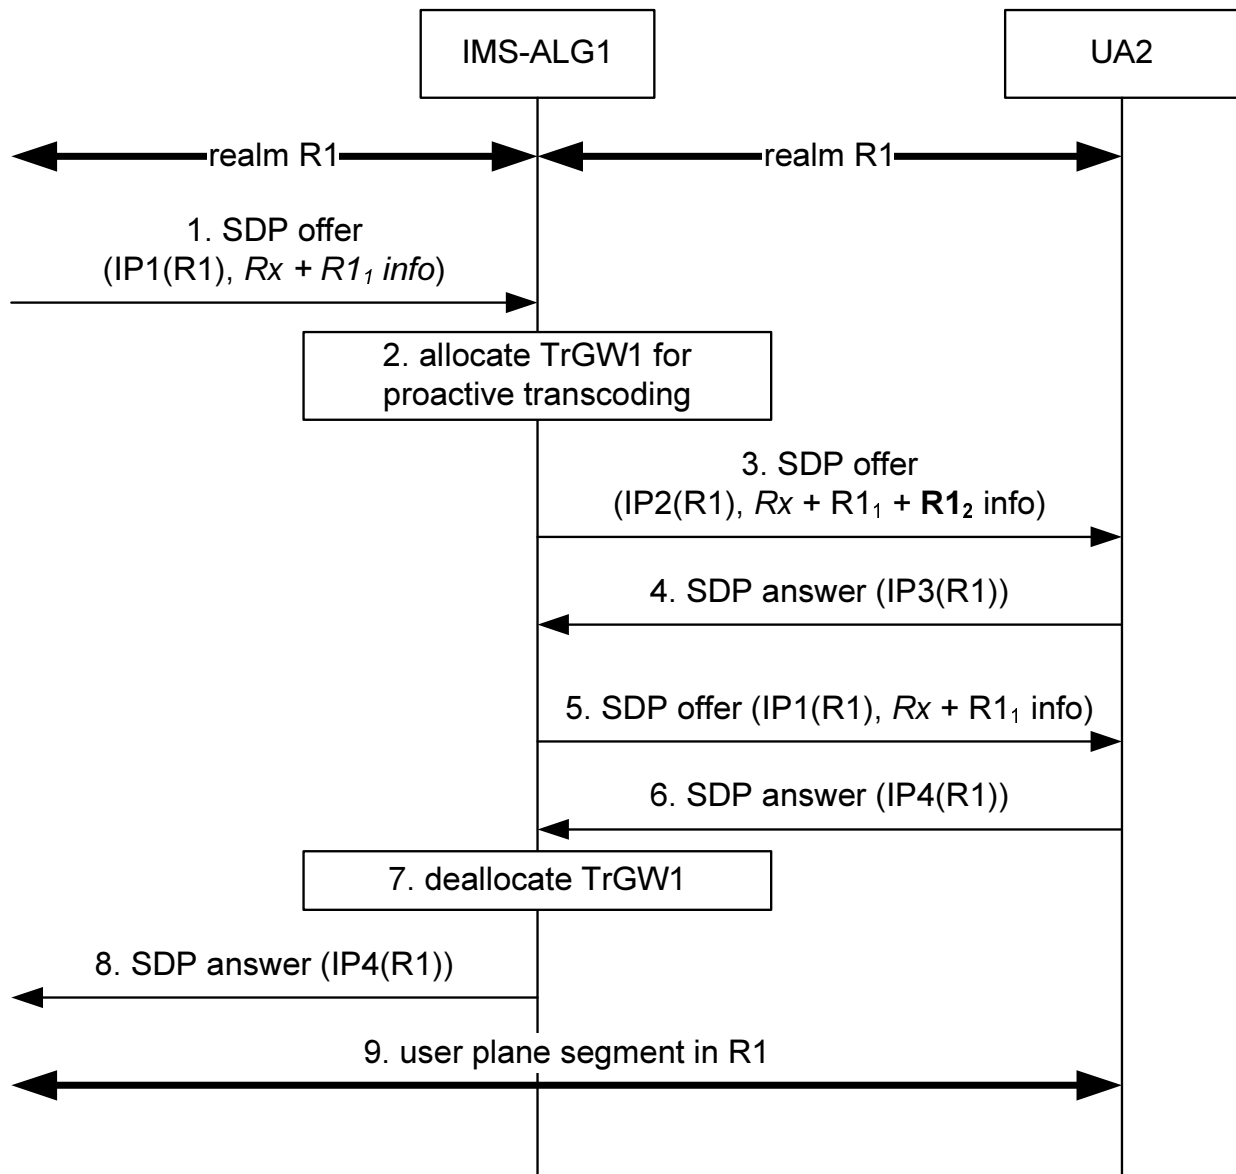 IMS-ALG1
UA2
realm R1
realm R1
1. SDP offer
(IP1(R1), Rx + R1₁ info)
2. allocate TrGW1 for
proactive transcoding
3. SDP offer
(IP2(R1), Rx + R1₁ + R1₂ info)
4. SDP answer (IP3(R1))
5. SDP offer (IP1(R1), Rx + R1₁ info)
6. SDP answer (IP4(R1))
7. deallocate TrGW1
8. SDP answer (IP4(R1))
9. user plane segment in R1